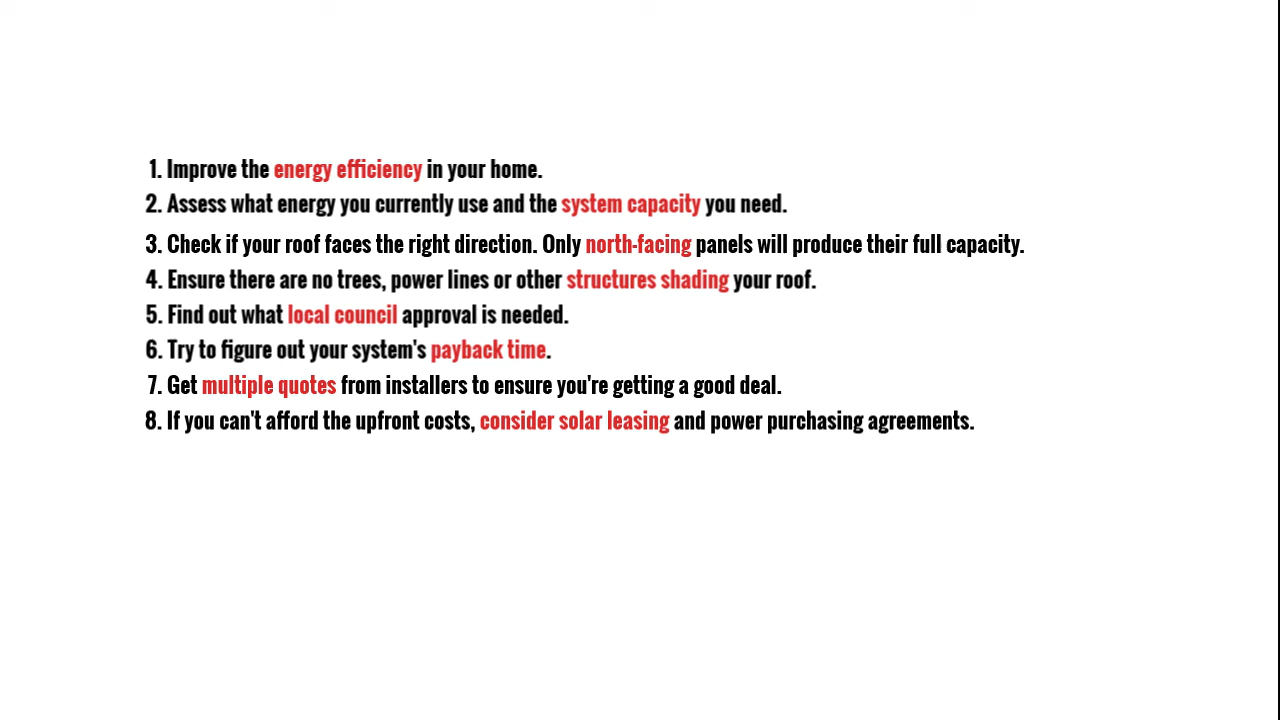 1. Improve the energy efficiency in your home.
2. Assess what energy you currently use and the system capacity you need.
3. Check if your roof faces the right direction. Only north-facing panels will produce their full capacity.
4. Ensure there are no trees, power lines or other structures shading your roof.
5. Find out what local council approval is needed.
6. Try to figure out your system's payback time.
7. Get multiple quotes from installers to ensure you're getting a good deal.
8. If you can't afford the upfront costs, consider solar leasing and power purchasing agreements.